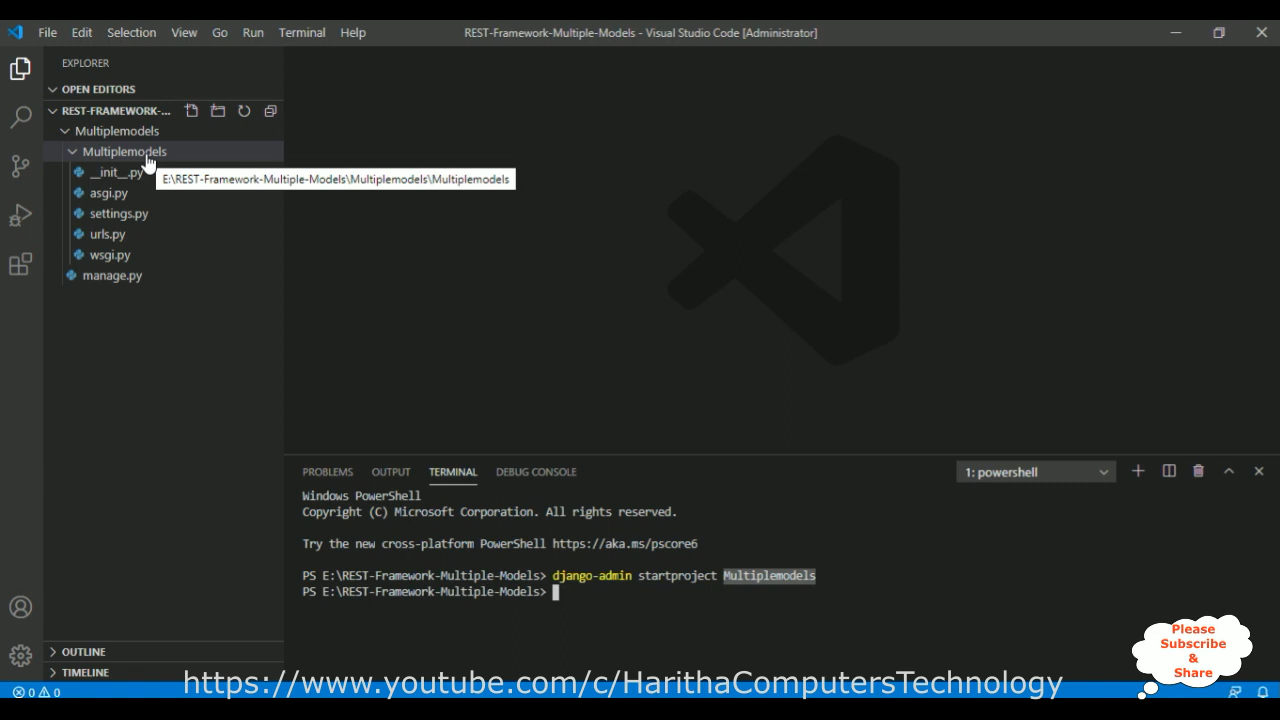 File Edit Selection View Go Run Terminal Help
REST-Framework-Multiple-Models - Visual Studio Code [Administrator]
EXPLORER
OPEN EDITORS
REST-FRAMEWORK-...
Multiplemodels
Multiplemodels
__init__.py
E:\REST-Framework-Multiple-Models\Multiplemodels\Multiplemodels
asgi.py
settings.py
urls.py
wsgi.py
manage.py
PROBLEMS OUTPUT TERMINAL DEBUG CONSOLE
1: powershell
Windows PowerShell
Copyright (C) Microsoft Corporation. All rights reserved.
Try the new cross-platform PowerShell https://aka.ms/pscore6
PS E:\REST-Framework-Multiple-Models> django-admin startproject Multiplemodels
PS E:\REST-Framework-Multiple-Models>
OUTLINE
TIMELINE
0 0
Please
Subscribe
&
Share
https://www.youtube.com/c/HarithaComputersTechnology